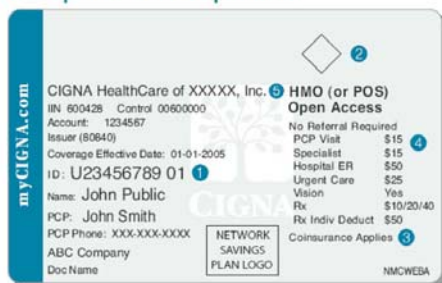 myCIGNA.com
2
CIGNA HealthCare of XXXXX, Inc. 5
IIN 600428 Control 00600000
Account: 1234567
Issuer (80840)
Coverage Effective Date: 01-01-2005
ID: U23456789 01 1
Name: John Public
PCP: John Smith
PCP Phone: XXX-XXX-XXXX
ABC Company
Doc Name
CIGNA
NETWORK
SAVINGS
PLAN LOGO
HMO (or POS)
Open Access
No Referral Required
PCP Visit $15 4
Specialist $15
Hospital ER $50
Urgent Care $25
Vision Yes
Rx $10/20/40
Rx Indiv Deduct $50
Coinsurance Applies 3
NMCWEBA